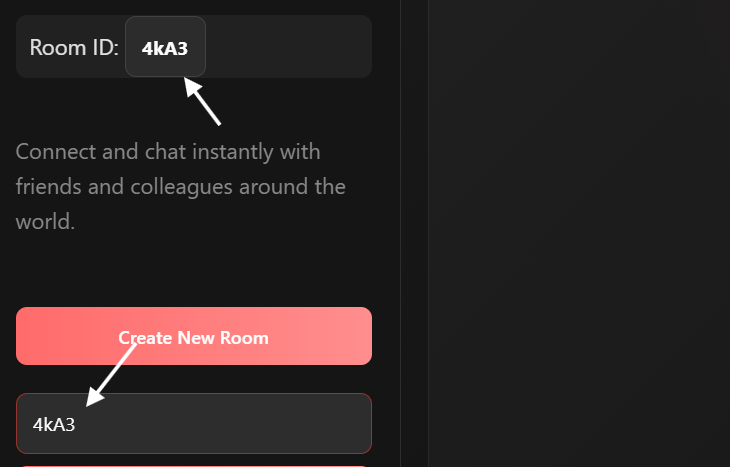 Room ID: 4kA3
Connect and chat instantly with
friends and colleagues around the
world.
Create New Room
4kA3